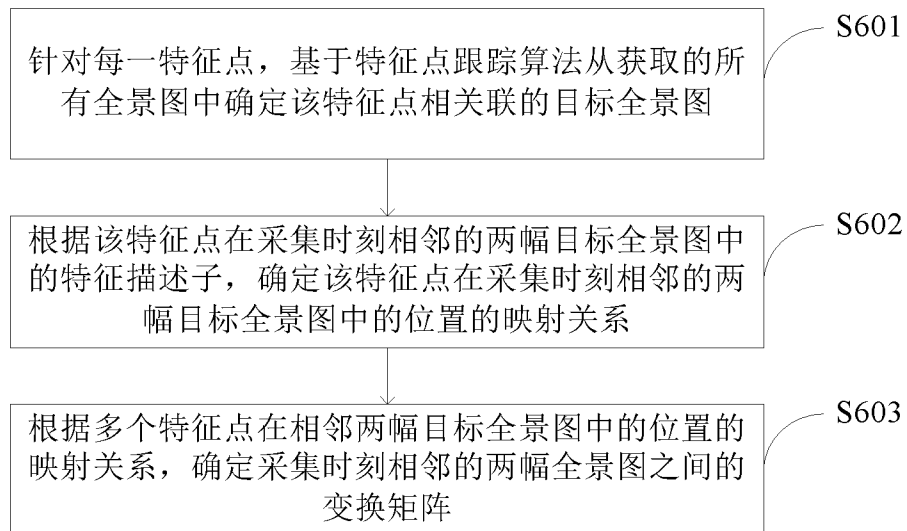 针对每一特征点，基于特征点跟踪算法从获取的所
有全景图中确定该特征点相关联的目标全景图
S601
根据该特征点在采集时刻相邻的两幅目标全景图中
的特征描述子，确定该特征点在采集时刻相邻的两
幅目标全景图中的位置的映射关系
S602
根据多个特征点在相邻两幅目标全景图中的位置的
映射关系，确定采集时刻相邻的两幅全景图之间的
变换矩阵
S603